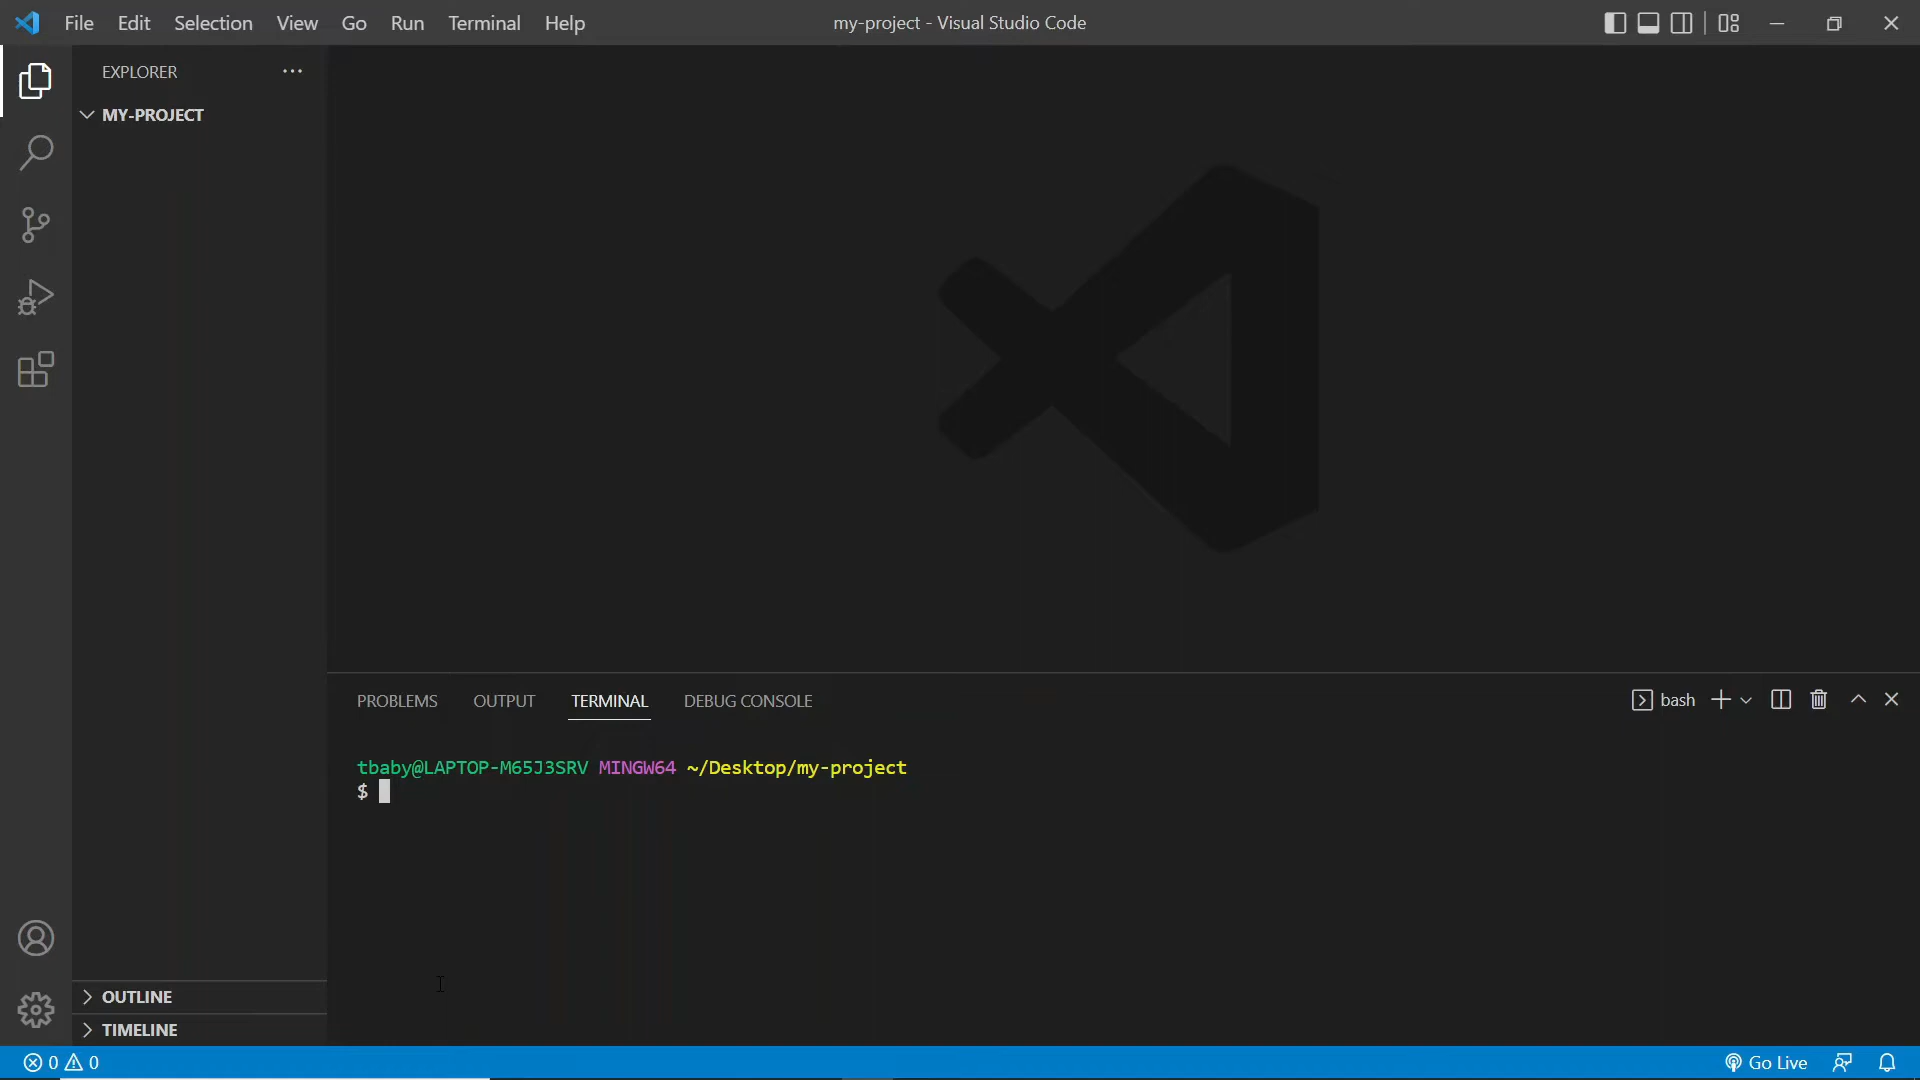 File Edit Selection View Go Run Terminal Help
my-project - Visual Studio Code
EXPLORER
MY-PROJECT
PROBLEMS OUTPUT TERMINAL DEBUG CONSOLE
bash
tbaby@LAPTOP-M65J3SRV MINGW64 ~/Desktop/my-project
$
OUTLINE
TIMELINE
0 0
Go Live